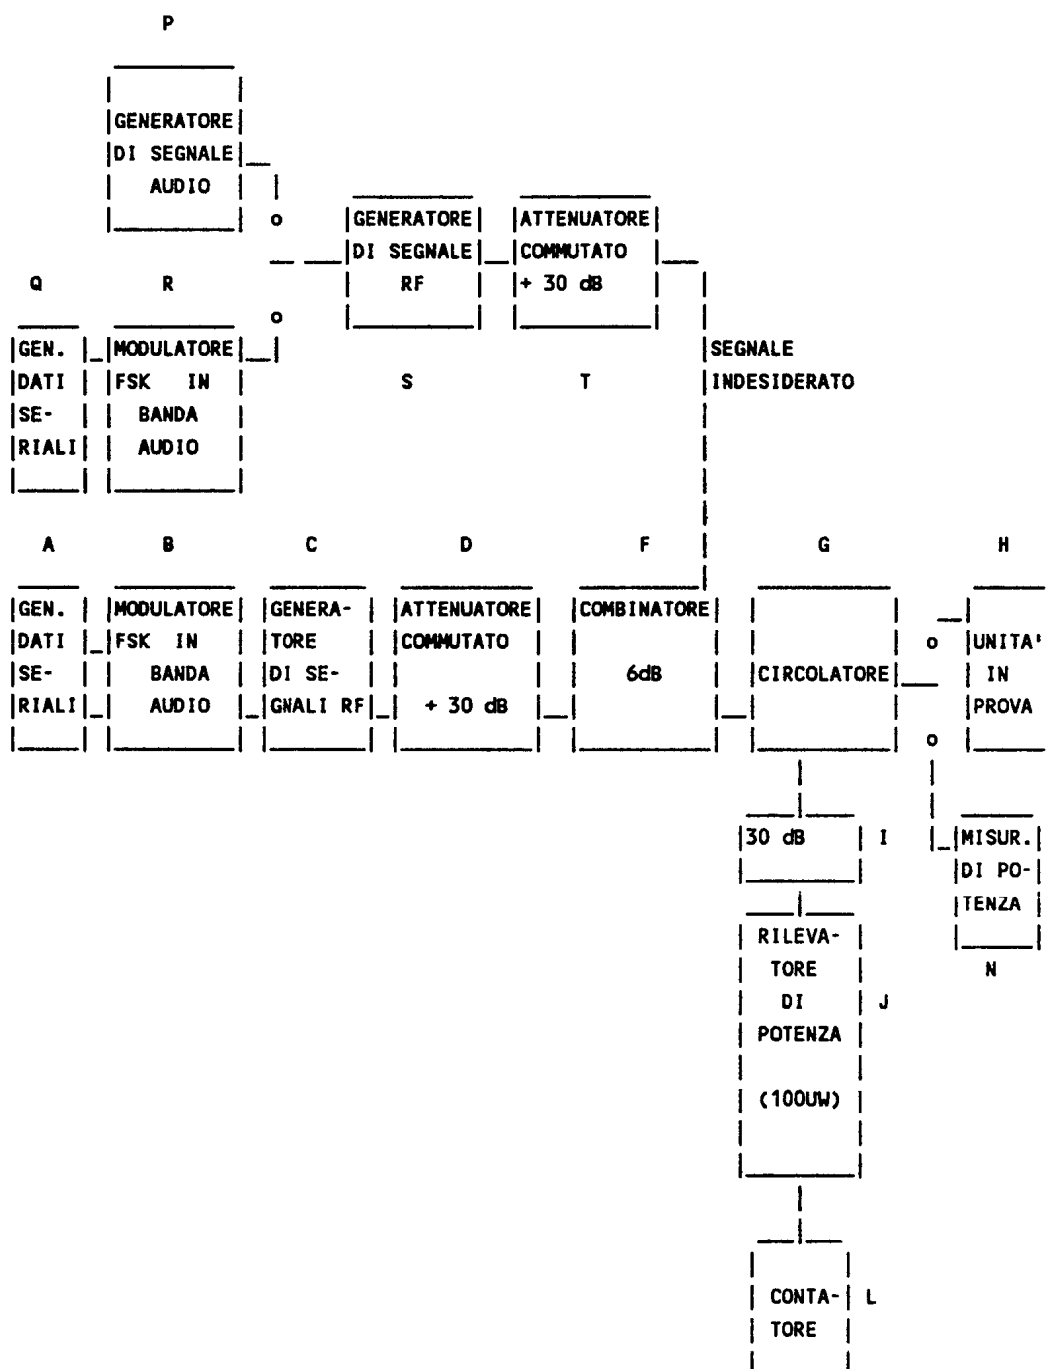 P
GENERATORE
DI SEGNALE
AUDIO
GENERATORE
DI SEGNALE
RF
ATTENUATORE
COMMUTATO
+ 30 dB
Q
R
GEN.
DATI
SE-
RIALI
MODULATORE
FSK IN
BANDA
AUDIO
S
T
SEGNALE
INDESIDERATO
A
B
C
D
F
G
H
GEN.
DATI
SE-
RIALI
MODULATORE
FSK IN
BANDA
AUDIO
GENERA-
TORE
DI SE-
GNALI RF
ATTENUATORE
COMMUTATO
+ 30 dB
COMBINATORE
6dB
CIRCOLATORE
UNITA'
IN
PROVA
30 dB
I
MISUR.
DI PO-
TENZA
N
RILEVA-
TORE
DI
POTENZA
(100UW)
J
CONTA-
TORE
L